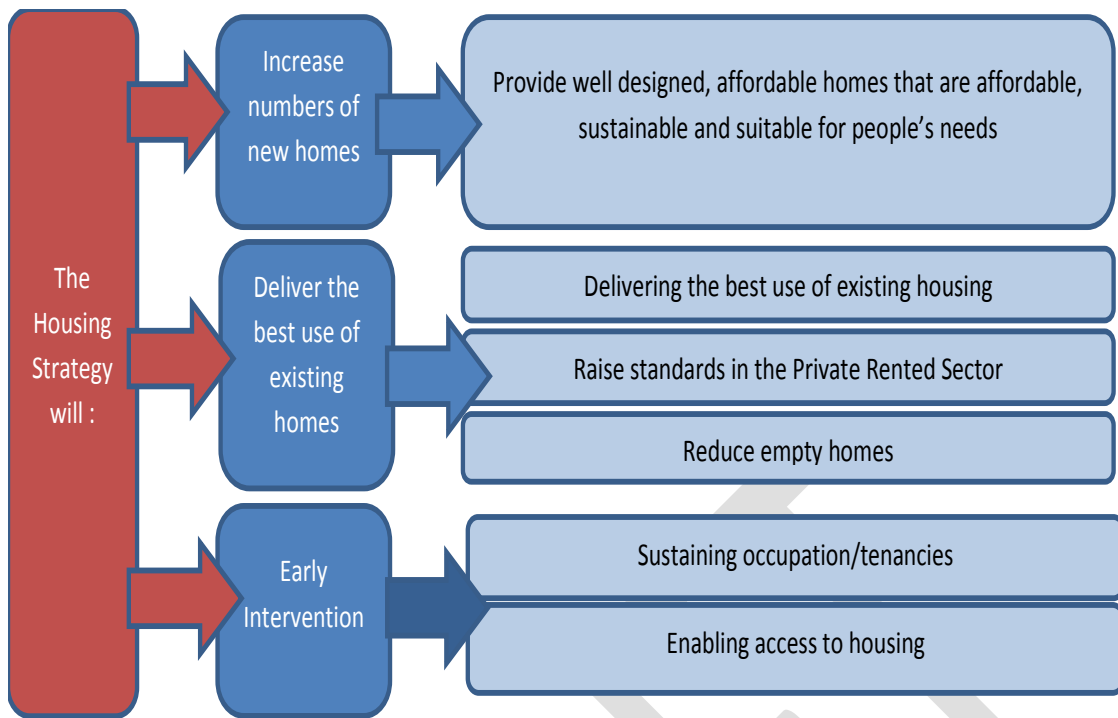 The
Housing
Strategy
will :
Increase
numbers of
new homes
Provide well designed, affordable homes that are affordable,
sustainable and suitable for people’s needs
Deliver the
best use of
existing
homes
Delivering the best use of existing housing
Raise standards in the Private Rented Sector
Reduce empty homes
Early
Intervention
Sustaining occupation/tenancies
Enabling access to housing